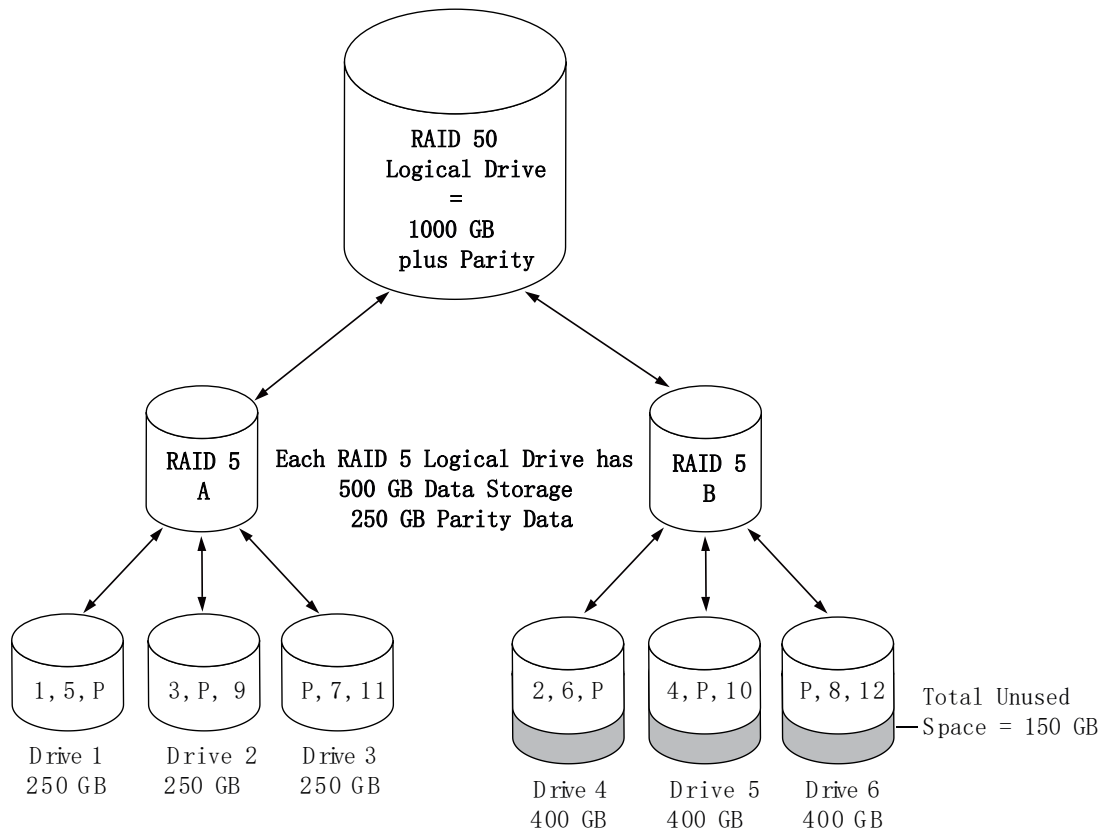 RAID 50
Logical Drive
=
1000 GB
plus Parity
RAID 5
A
Each RAID 5 Logical Drive has
500 GB Data Storage
250 GB Parity Data
RAID 5
B
1,5,P
3,P, 9
P,7,11
2,6,P
4,P,10
P,8,12
Total Unused
Space = 150 GB
Drive 1
250 GB
Drive 2
250 GB
Drive 3
250 GB
Drive 4
400 GB
Drive 5
400 GB
Drive 6
400 GB